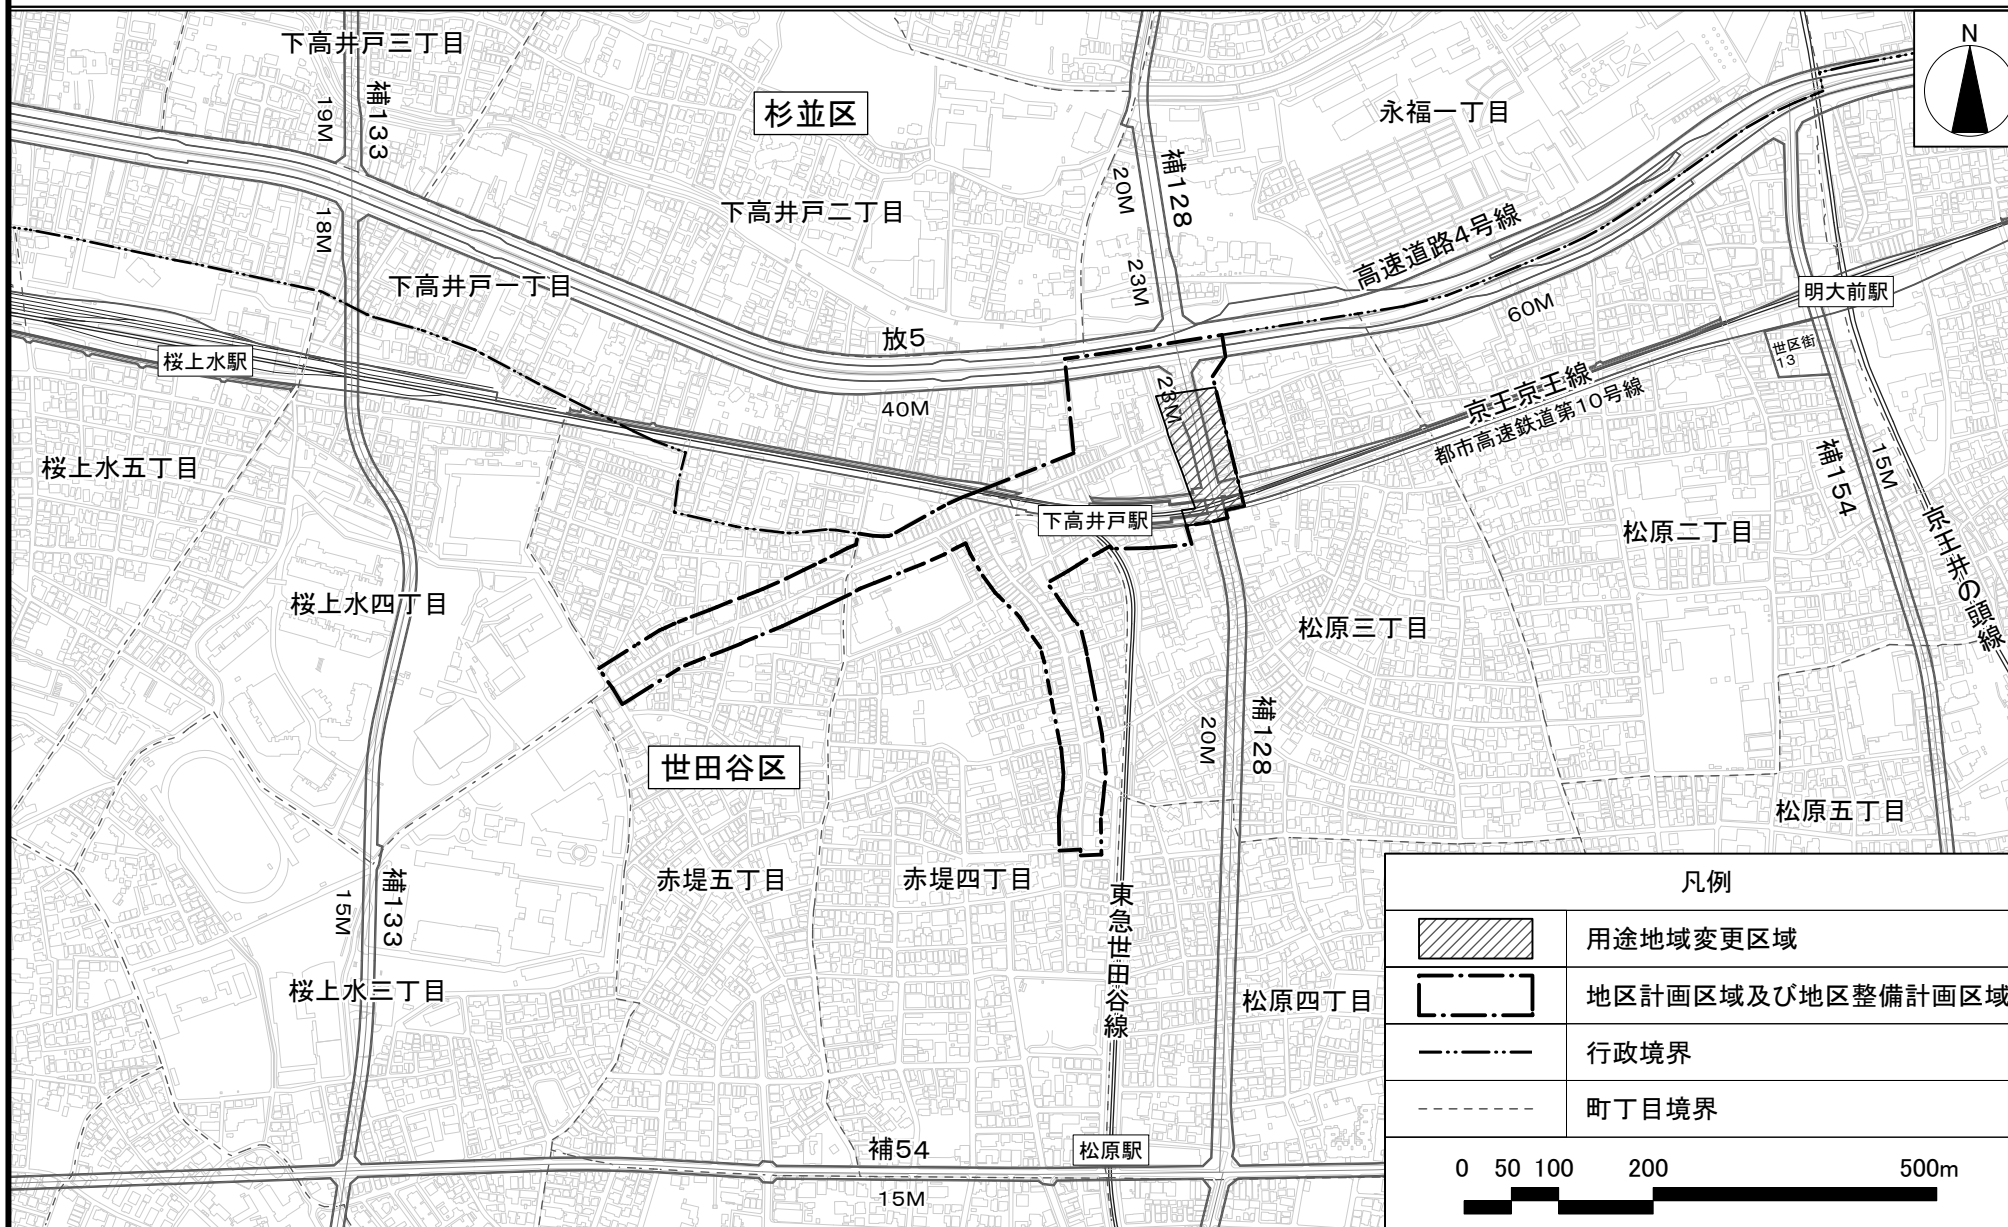 下高井戸三丁目
補133
19M
杉並区
永福一丁目
N
補128
20M
下高井戸二丁目
18M
23M
高速道路4号線
下高井戸一丁目
明大前駅
60M
放5
世区街
13
桜上水駅
23M
40M
京王京王線
都市高速鉄道第10号線
桜上水五丁目
補154
15M
下高井戸駅
松原二丁目
京王井の頭線
桜上水四丁目
松原三丁目
20M
補128
世田谷区
松原五丁目
赤堤五丁目
赤堤四丁目
補133
15M
東急世田谷線
桜上水三丁目
松原四丁目
補54
松原駅
15M
凡例
用途地域変更区域
地区計画区域及び地区整備計画区域
行政境界
町丁目境界
0 50 100 200 500m